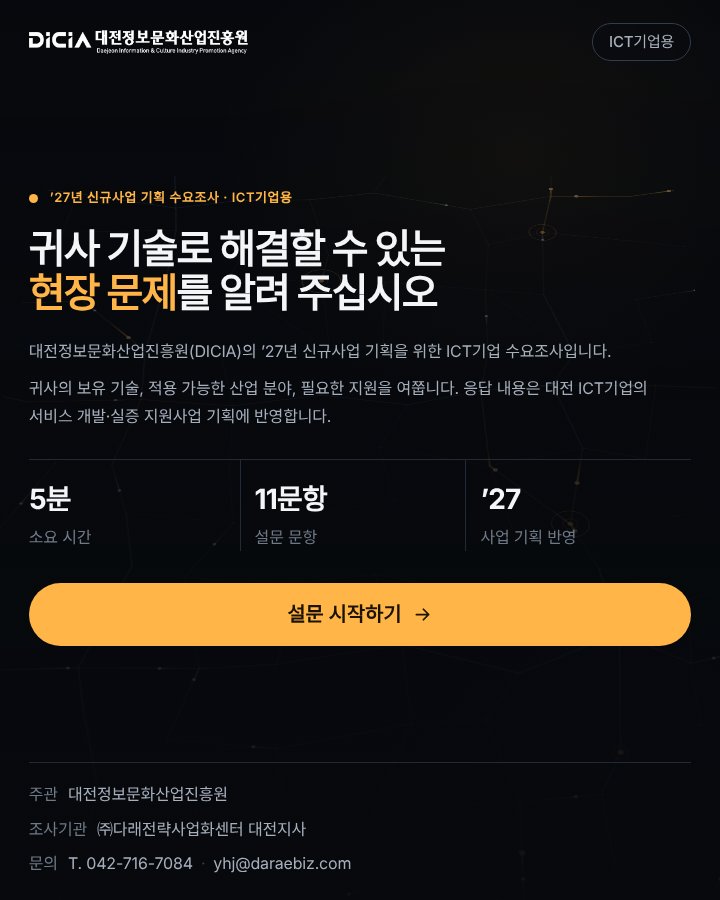 DiCiA 대전정보문화산업진흥원
Daejeon Information & Culture Industry Promotion Agency
ICT기업용
’27년 신규사업 기획 수요조사 · ICT기업용
귀사 기술로 해결할 수 있는
현장 문제를 알려 주십시오
대전정보문화산업진흥원(DICIA)의 ’27년 신규사업 기획을 위한 ICT기업 수요조사입니다.
귀사의 보유 기술, 적용 가능한 산업 분야, 필요한 지원을 여쭙니다. 응답 내용은 대전 ICT기업의
서비스 개발·실증 지원사업 기획에 반영합니다.
5분
소요 시간
11문항
설문 문항
’27
사업 기획 반영
설문 시작하기 →
주관 대전정보문화산업진흥원
조사기관 ㈜다래전략사업화센터 대전지사
문의 T. 042-716-7084 · yhj@daraebiz.com